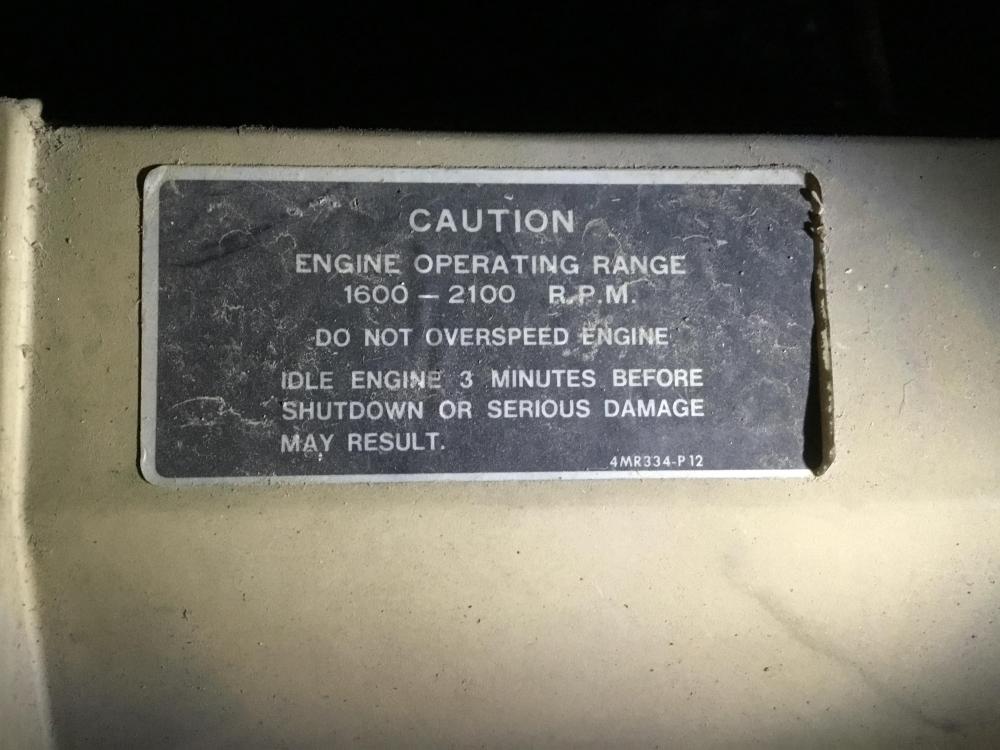 CAUTION
ENGINE OPERATING RANGE
1600 – 2100 R.P.M.
DO NOT OVERSPEED ENGINE
IDLE ENGINE 3 MINUTES BEFORE
SHUTDOWN OR SERIOUS DAMAGE
MAY RESULT.
4MR334-P12